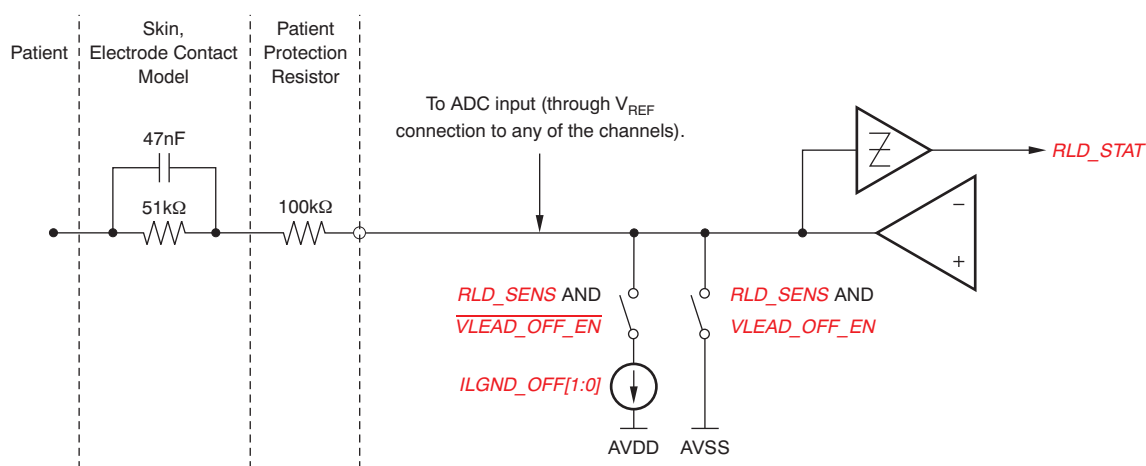 Patient
Skin,
Electrode Contact
Model
Patient
Protection
Resistor
To ADC input (through VREF
connection to any of the channels).
47nF
51kΩ
100kΩ
RLD_STAT
−
+
RLD_SENS AND
VLEAD_OFF_EN
RLD_SENS AND
VLEAD_OFF_EN
ILGND_OFF[1:0]
AVDD
AVSS